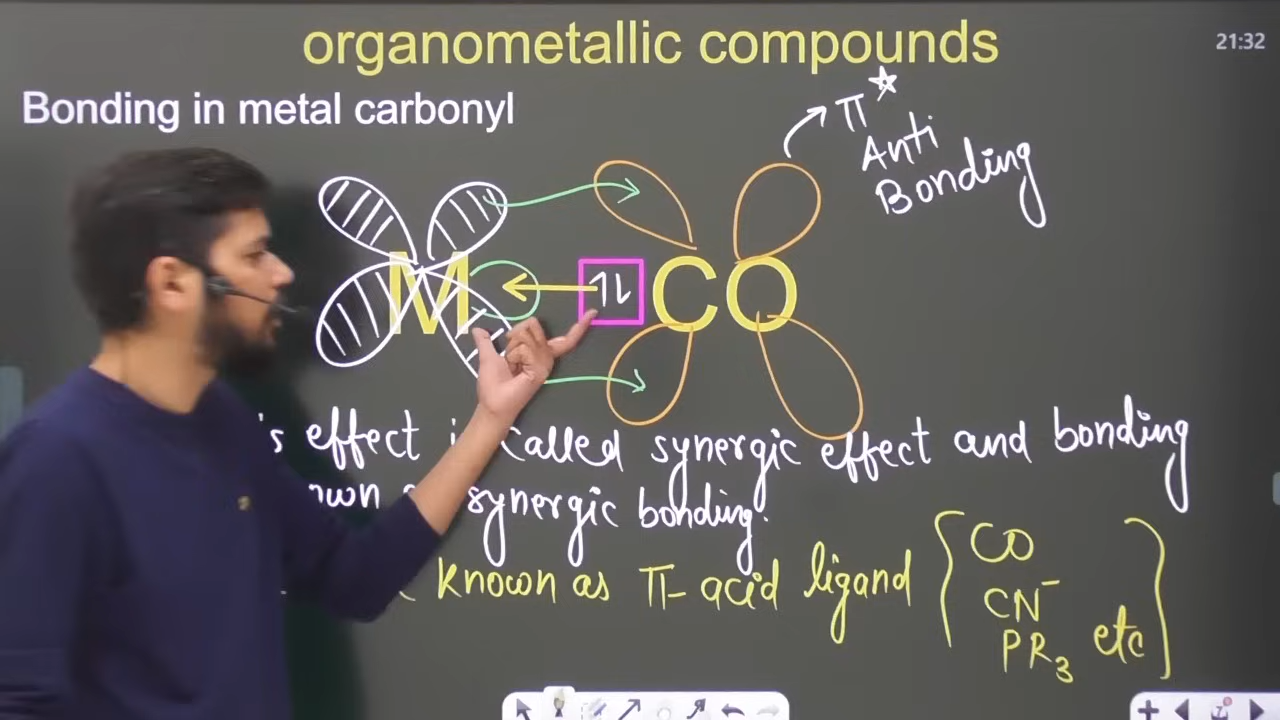 organometallic compounds
21:32
Bonding in metal carbonyl
π*
Anti
Bonding
M
⇅ CO
's effect called synergic effect and bonding
own synergic bonding.
known as π-acid ligand
CO
CN⁻
PR₃ etc